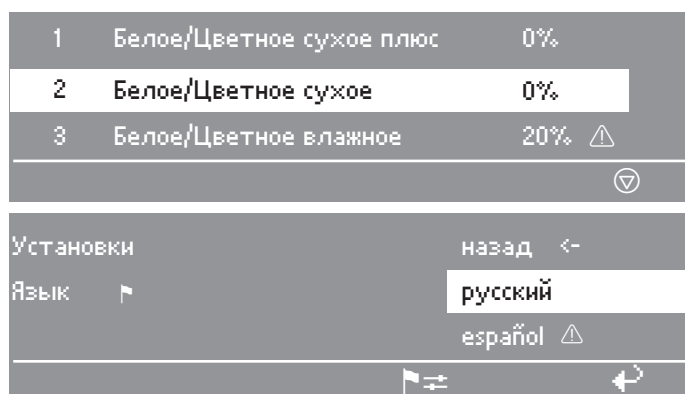 1 Белое/Цветное сухое плюс 0%
2 Белое/Цветное сухое 0%
3 Белое/Цветное влажное 20% ⚠
Установки назад <-
Язык русский
español ⚠